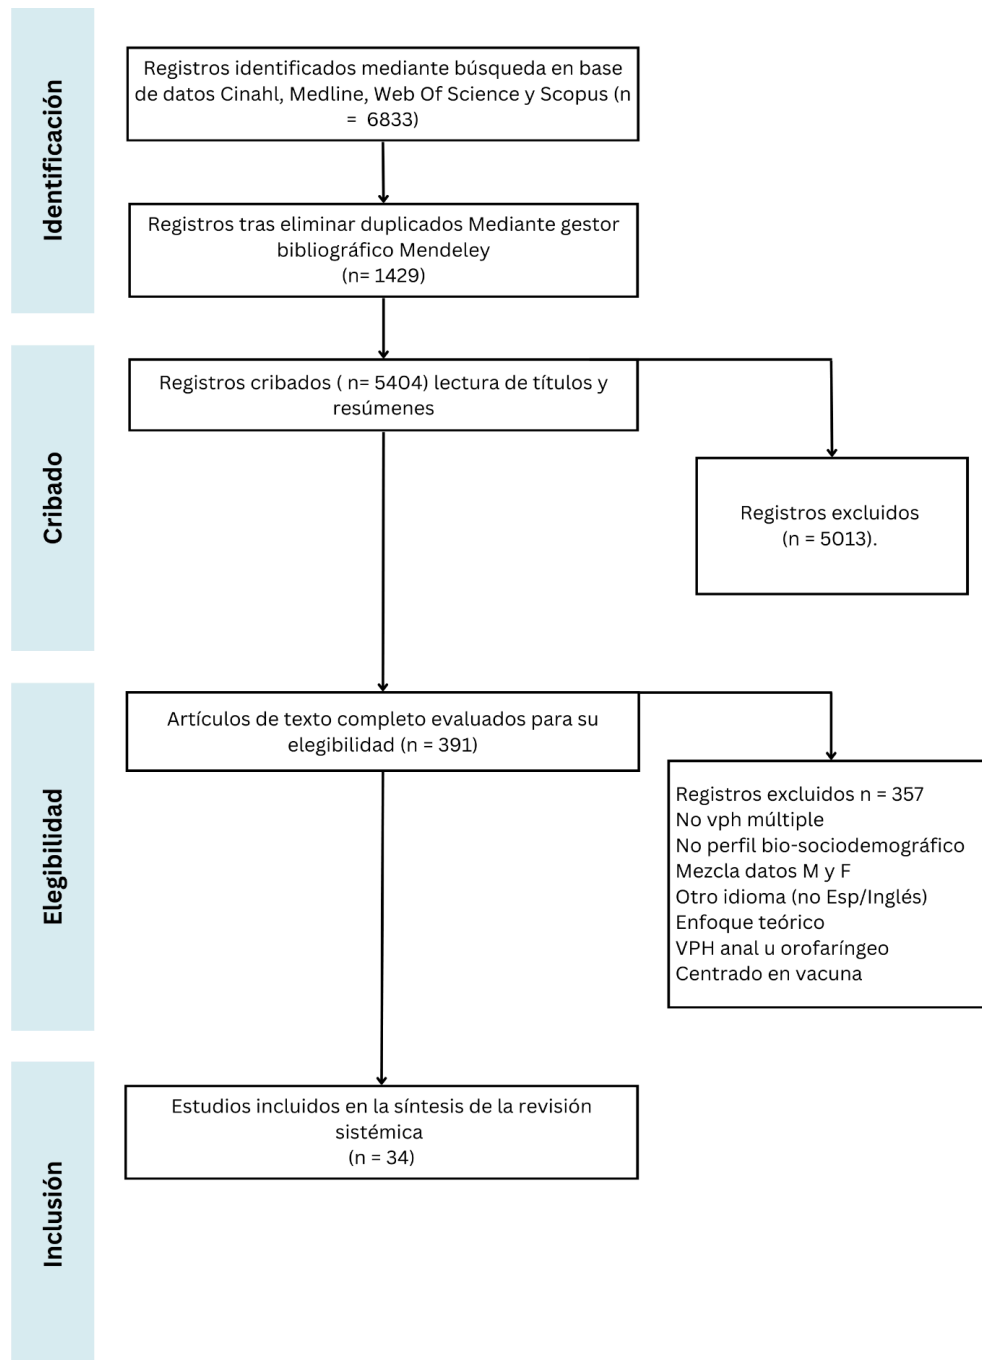 Identificación
Registros identificados mediante búsqueda en base
de datos Cinahl, Medline, Web Of Science y Scopus (n
= 6833)
Registros tras eliminar duplicados Mediante gestor
bibliográfico Mendeley
(n= 1429)
Cribado
Registros cribados ( n= 5404) lectura de títulos y
resúmenes
Registros excluidos
(n = 5013).
Elegibilidad
Artículos de texto completo evaluados para su
elegibilidad (n = 391)
Registros excluidos n = 357
No vph múltiple
No perfil bio-sociodemográfico
Mezcla datos M y F
Otro idioma (no Esp/Inglés)
Enfoque teórico
VPH anal u orofaríngeo
Centrado en vacuna
Inclusión
Estudios incluidos en la síntesis de la revisión
sistémica
(n = 34)